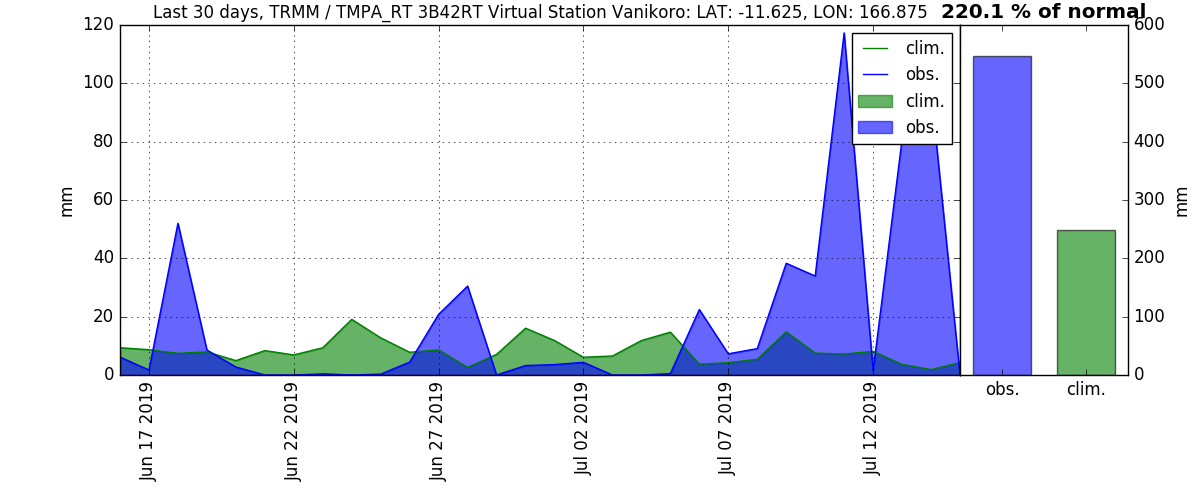 Last 30 days, TRMM / TMPA_RT 3B42RT Virtual Station Vanikoro: LAT: -11.625, LON: 166.875 220.1 % of normal
120
100
80
60
40
20
0
mm
clim.
obs.
clim.
obs.
600
500
400
300
200
100
0
mm
Jun 17 2019
Jun 22 2019
Jun 27 2019
Jul 02 2019
Jul 07 2019
Jul 12 2019
obs.
clim.